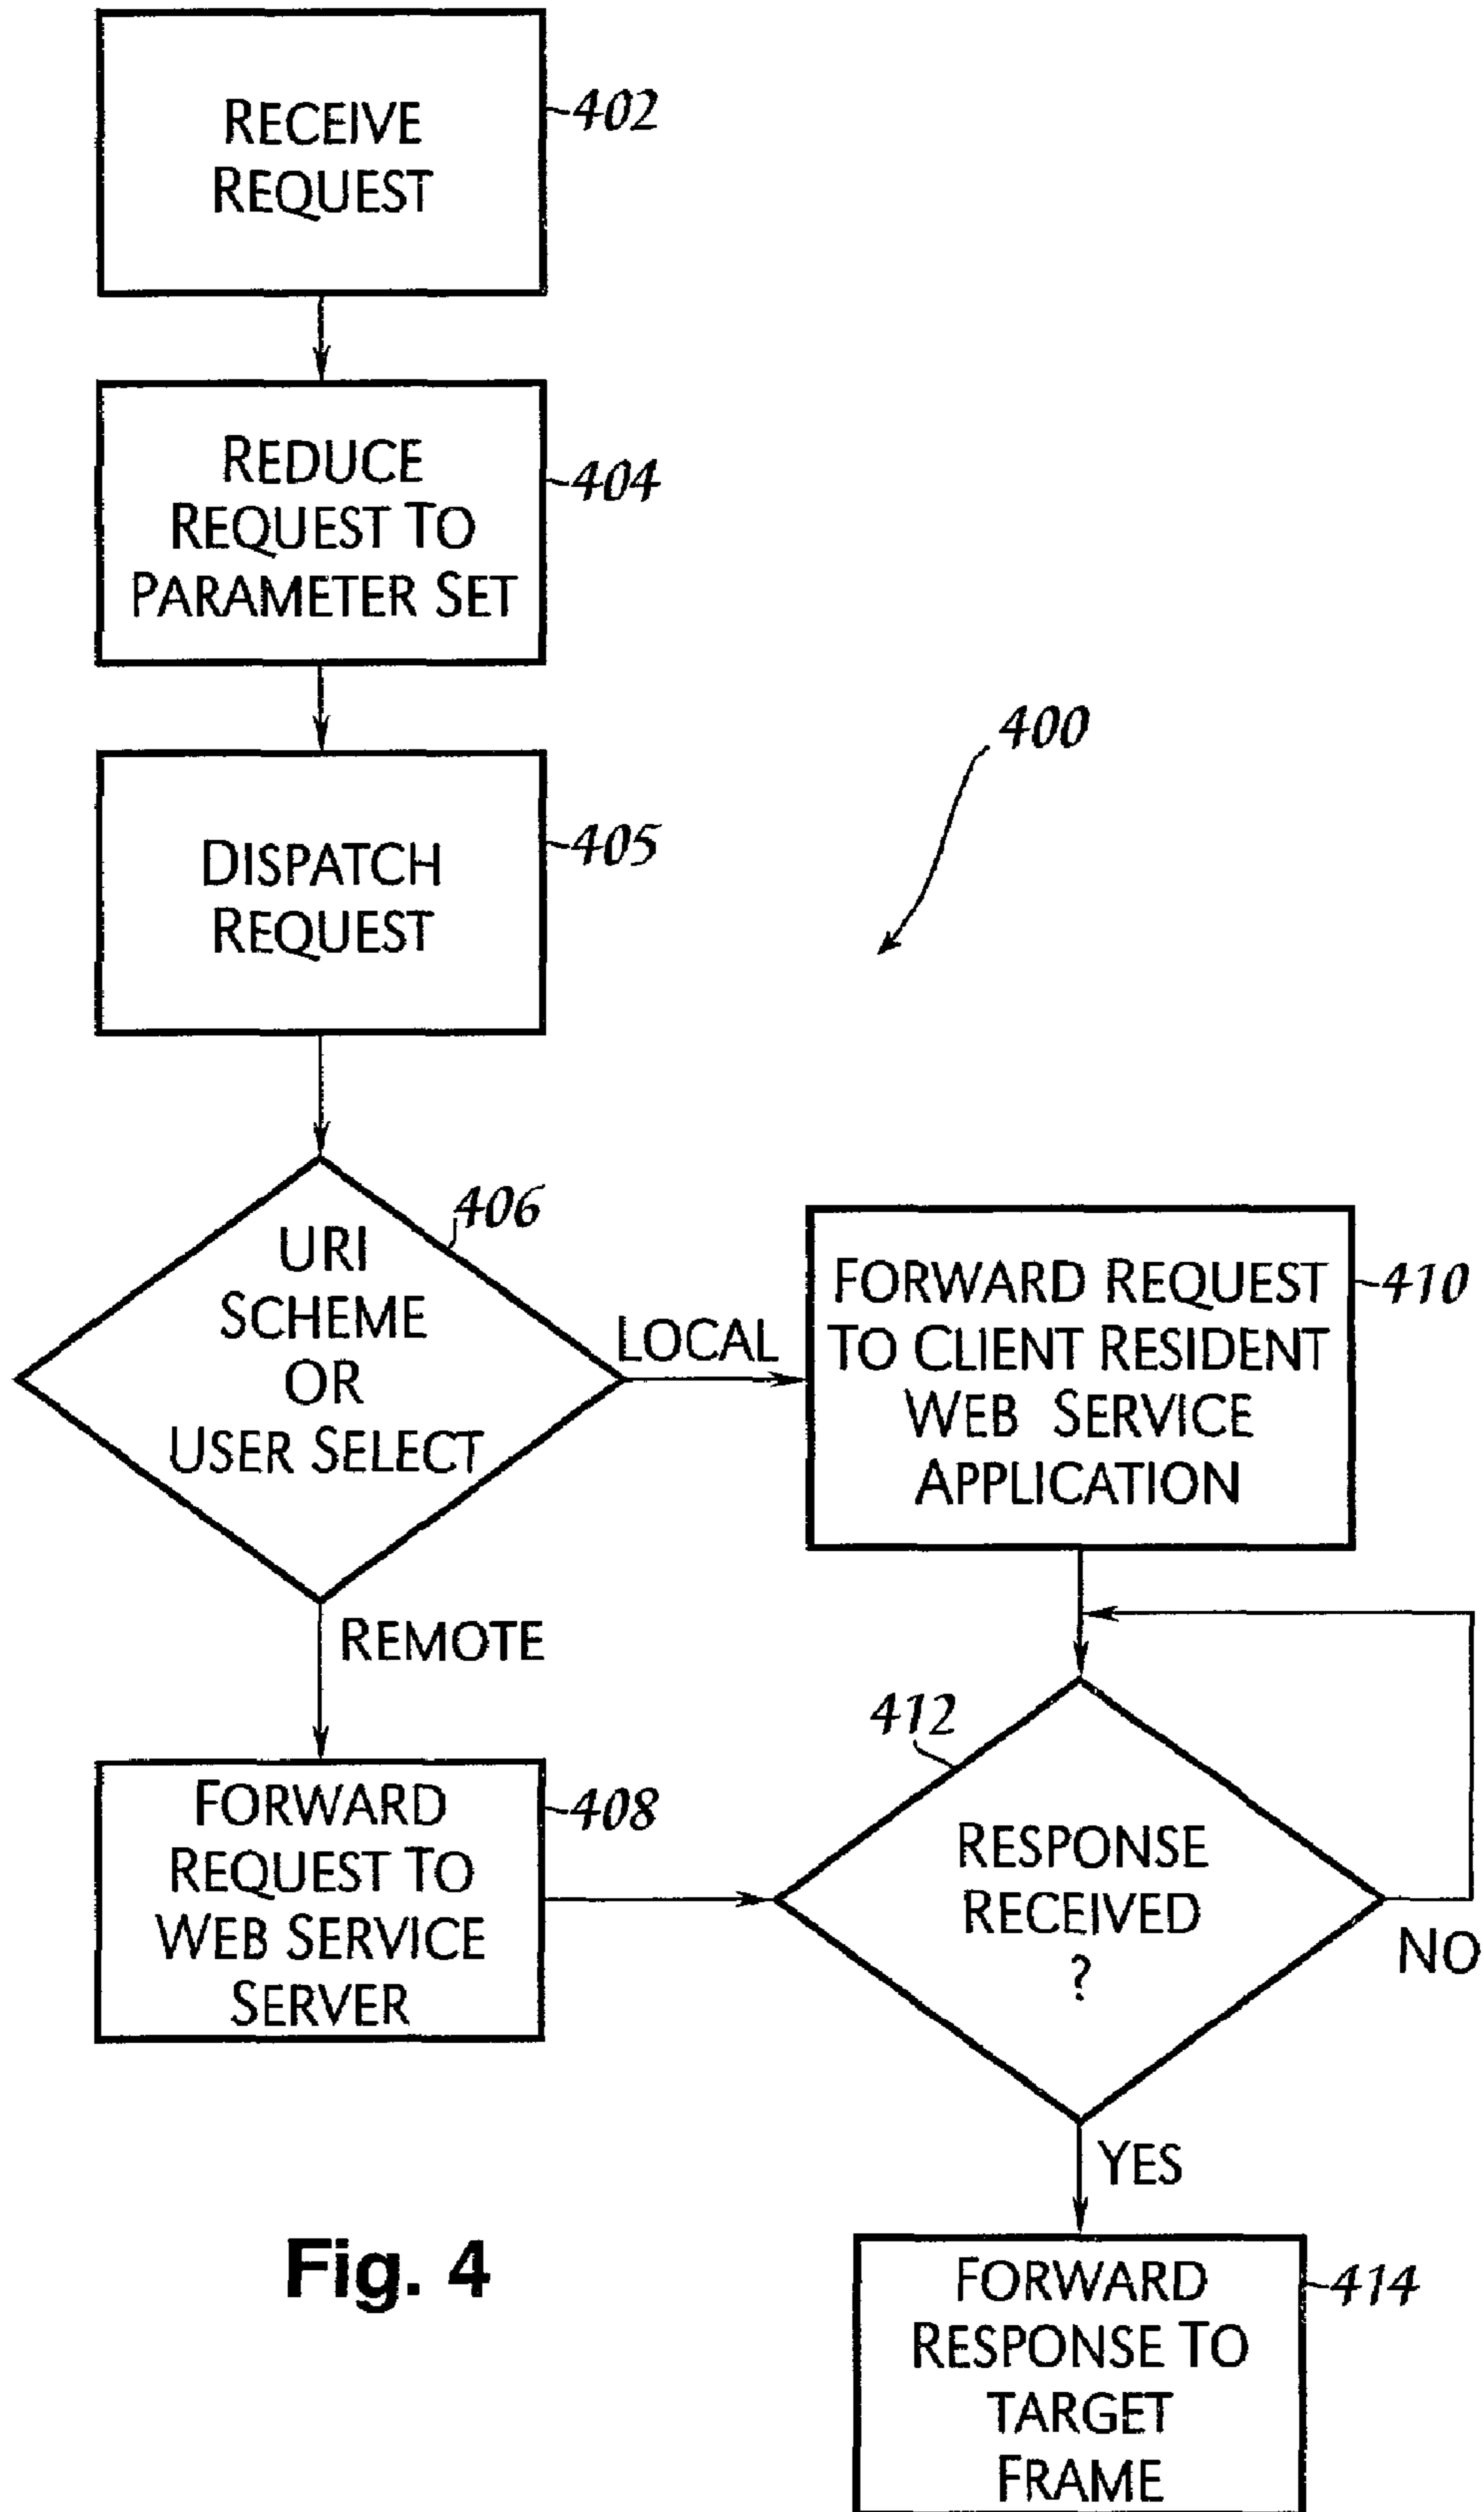 RECEIVE
REQUEST
402
REDUCE
REQUEST TO
PARAMETER SET
404
400
DISPATCH
REQUEST
405
URI
SCHEME
OR
USER SELECT
406
LOCAL
FORWARD REQUEST
TO CLIENT RESIDENT
WEB SERVICE
APPLICATION
410
REMOTE
FORWARD
REQUEST TO
WEB SERVICE
SERVER
408
412
RESPONSE
RECEIVED
?
NO
YES
FORWARD
RESPONSE TO
TARGET
FRAME
414
Fig. 4